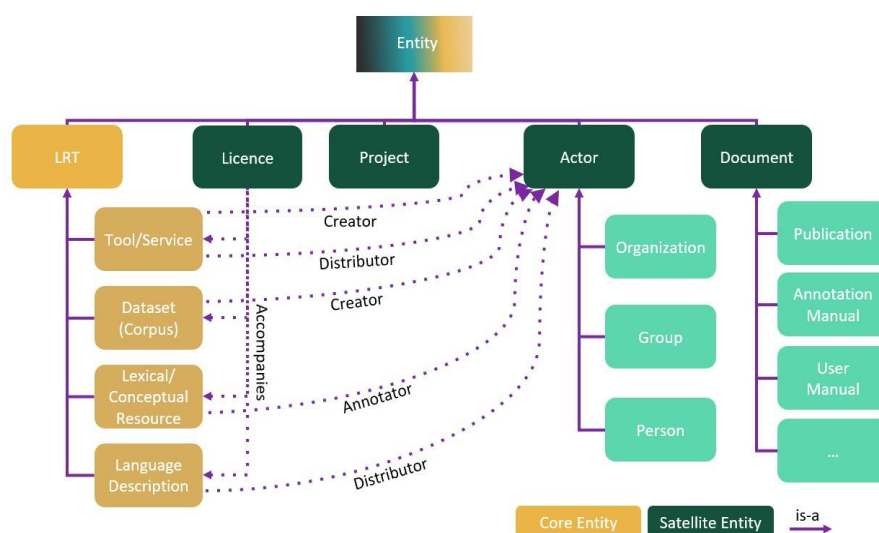 Entity
LRT
Licence
Project
Actor
Document
Tool/Service
Dataset
(Corpus)
Lexical/
Conceptual
Resource
Language
Description
Creator
Distributor
Creator
Accompanies
Annotator
Distributor
Organization
Group
Person
Publication
Annotation
Manual
User
Manual
...
Core Entity
Satellite Entity
is-a